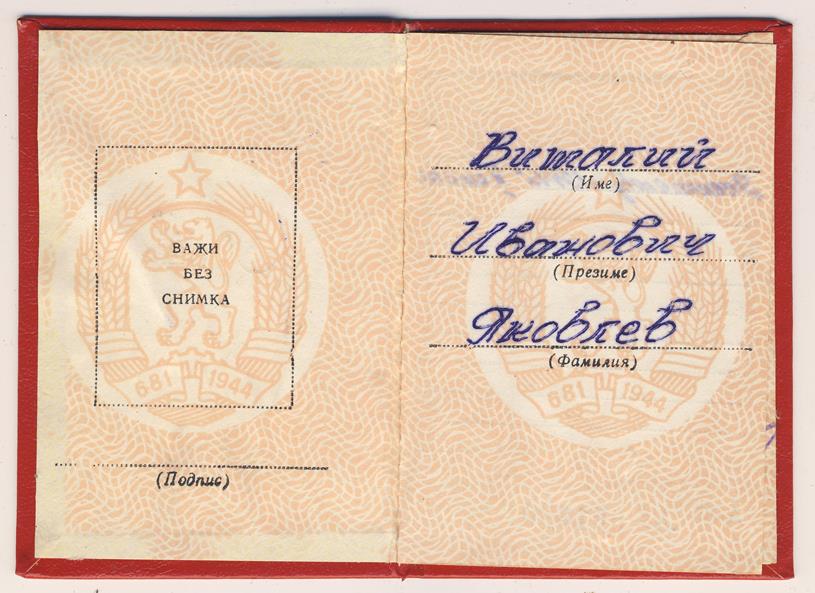 ВАЖИ
БЕЗ
СНИМКА
681 1944
(Подпис)
Виталий
(Име)
Иванович
(Презиме)
Яковлев
(Фамилия)
681 1944